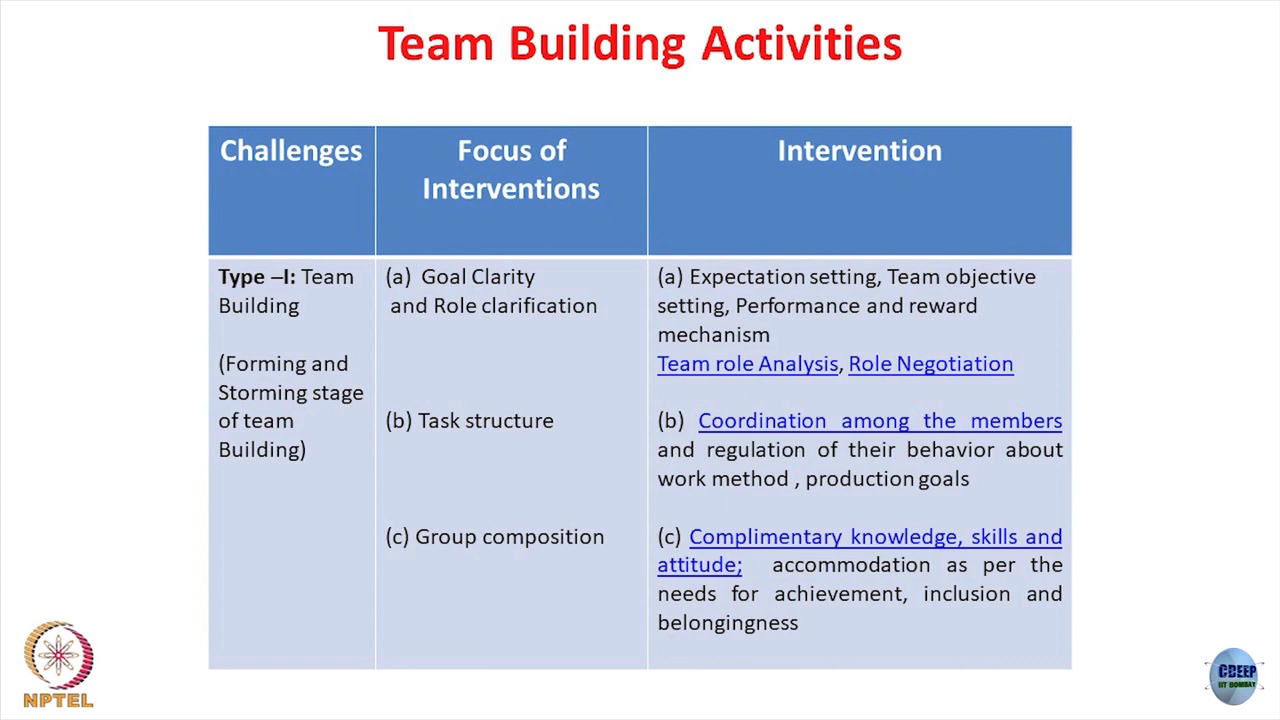 Team Building Activities
Challenges
Focus of
Interventions
Intervention
Type –I: Team
Building
(Forming and
Storming stage
of team
Building)
(a) Goal Clarity
and Role clarification
(b) Task structure
(c) Group composition
(a) Expectation setting, Team objective
setting, Performance and reward
mechanism
Team role Analysis, Role Negotiation
(b) Coordination among the members
and regulation of their behavior about
work method , production goals
(c) Complimentary knowledge, skills and
attitude; accommodation as per the
needs for achievement, inclusion and
belongingness
NPTEL
CDEEP
IIT BOMBAY